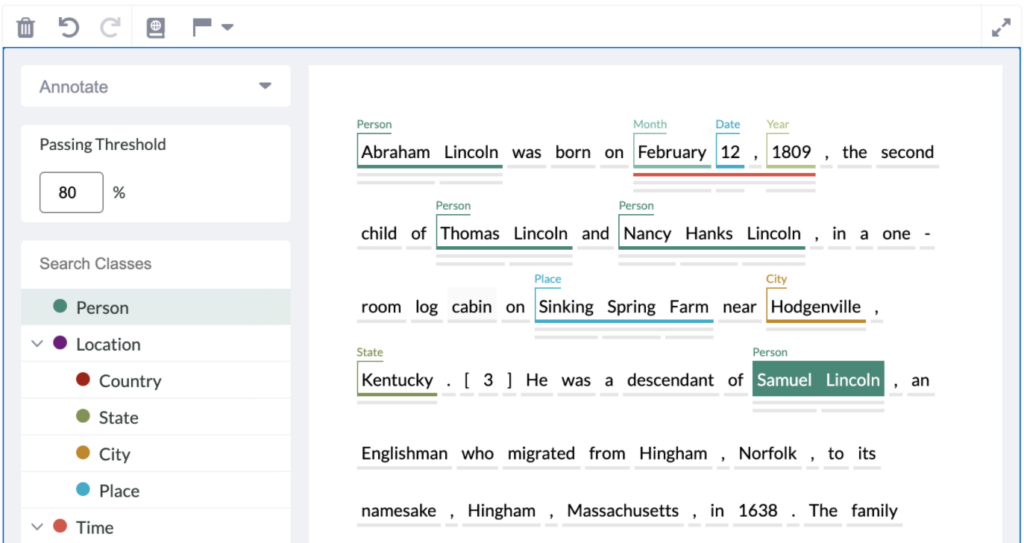 Annotate
Passing Threshold
80 %
Search Classes
Person
Location
Country
State
City
Place
Time
Person Month Date Year
Abraham Lincoln was born on February 12 , 1809 , the second
Person Person
child of Thomas Lincoln and Nancy Hanks Lincoln , in a one -
Place City
room log cabin on Sinking Spring Farm near Hodgenville ,
State Person
Kentucky . [ 3 ] He was a descendant of Samuel Lincoln , an
Englishman who migrated from Hingham , Norfolk , to its
namesake , Hingham , Massachusetts , in 1638 . The family